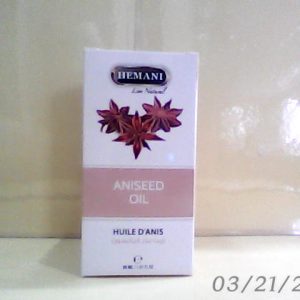 HEMANI
Live Natural
ANISEED
OIL
HUILE D'ANIS
03/21/2